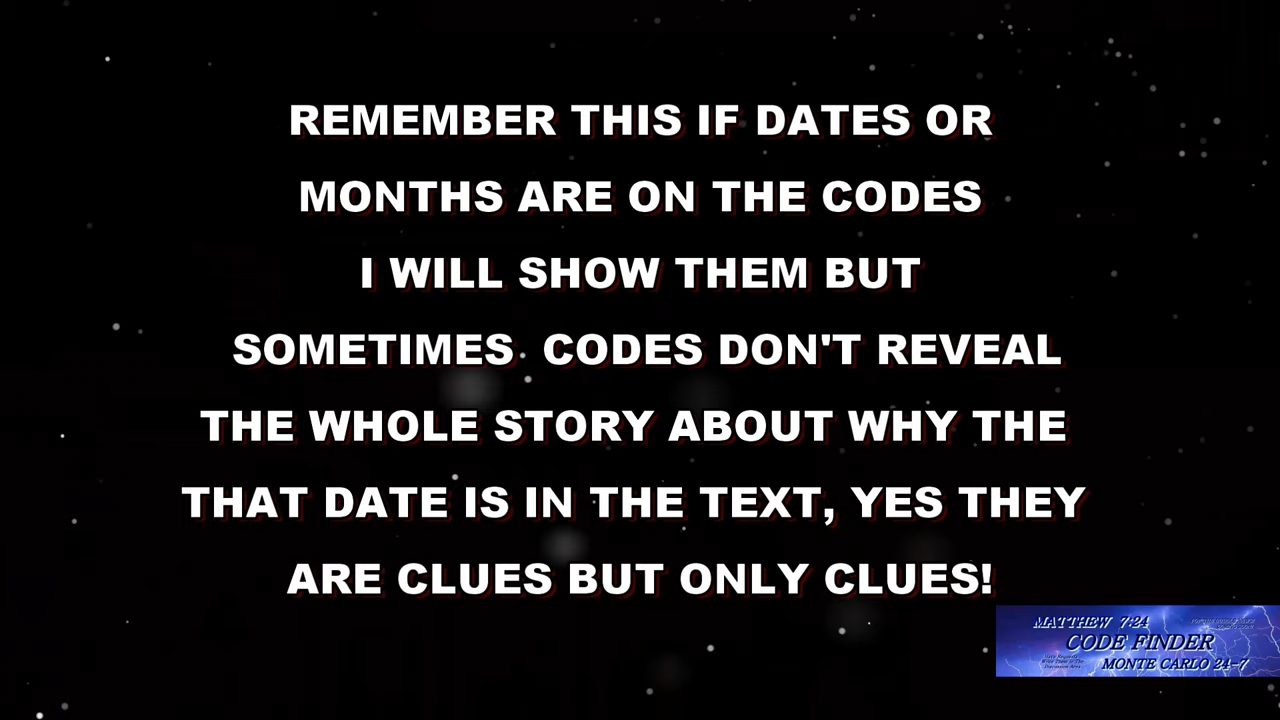 REMEMBER THIS IF DATES OR
MONTHS ARE ON THE CODES
I WILL SHOW THEM BUT
SOMETIMES CODES DON'T REVEAL
THE WHOLE STORY ABOUT WHY THE
THAT DATE IS IN THE TEXT, YES THEY
ARE CLUES BUT ONLY CLUES!
MATTHEW 7:24
CODE FINDER
MONTE CARLO 24-7